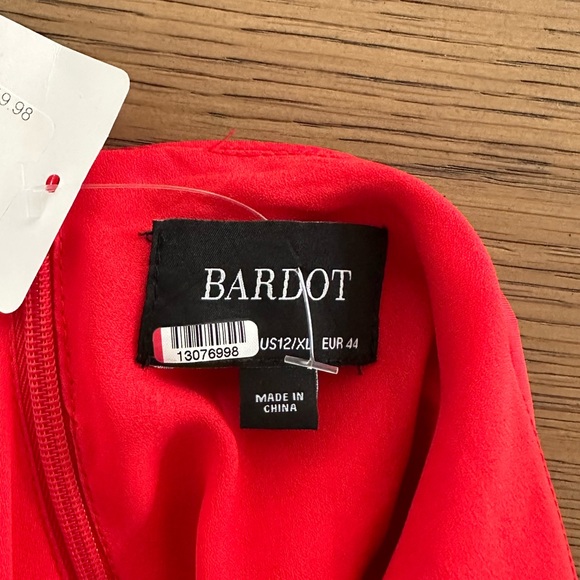 9.98
BARDOT
13076998
US12/XL EUR 44
MADE IN
CHINA